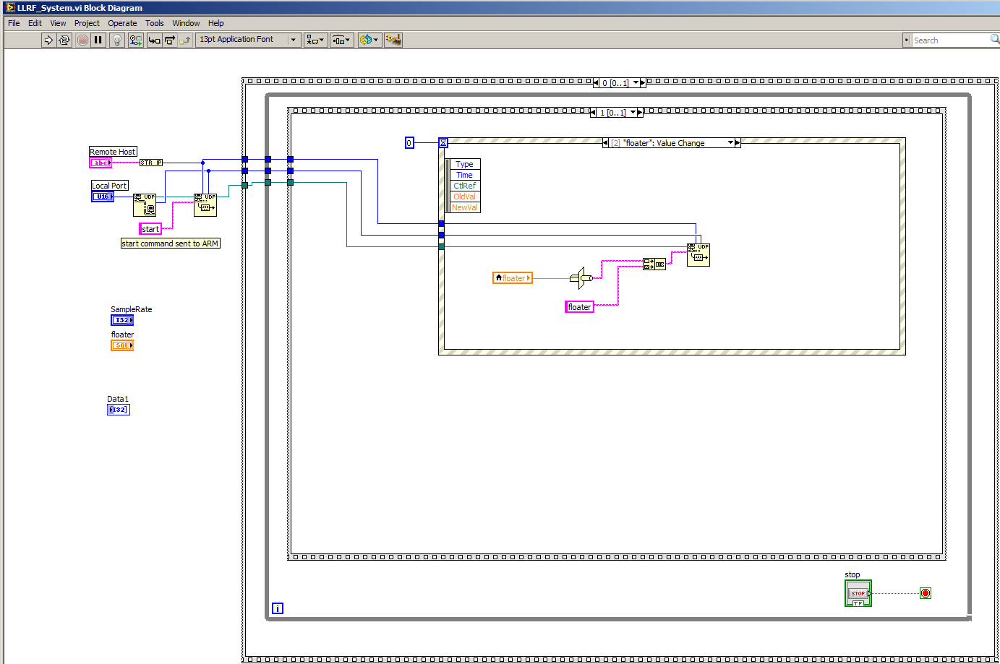 LLRF_System.vi Block Diagram
File Edit View Project Operate Tools Window Help
13pt Application Font
Search
0 [0..1]
1 [0..1]
0
[2] "floater": Value Change
Remote Host
abc
STR IP
Type
Time
CtlRef
OldVal
NewVal
Local Port
U16
UDP
UDP
start
start command sent to ARM
UDP
floater
floater
SampleRate
I32
floater
SGL
Data1
I32]
stop
STOP
TF
i